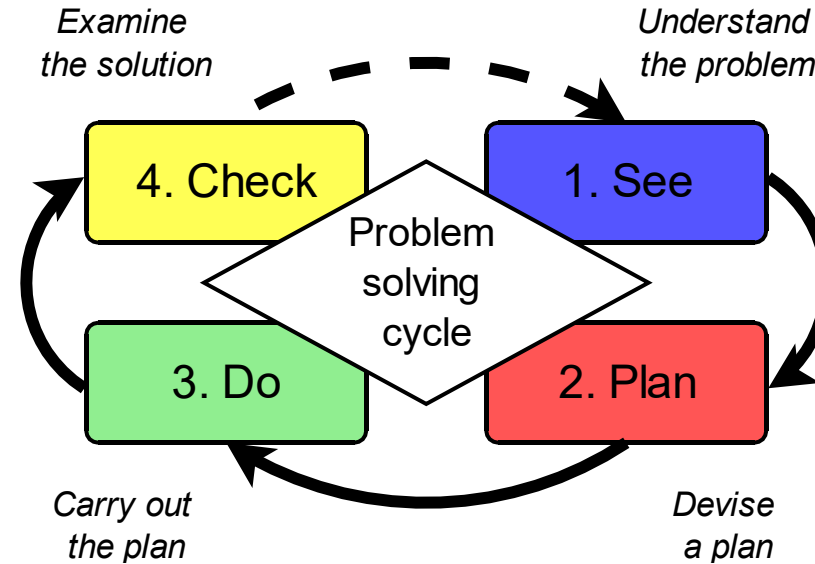 Examine
the solution
Understand
the problem
4. Check
1. See
Problem
solving
cycle
3. Do
2. Plan
Carry out
the plan
Devise
a plan